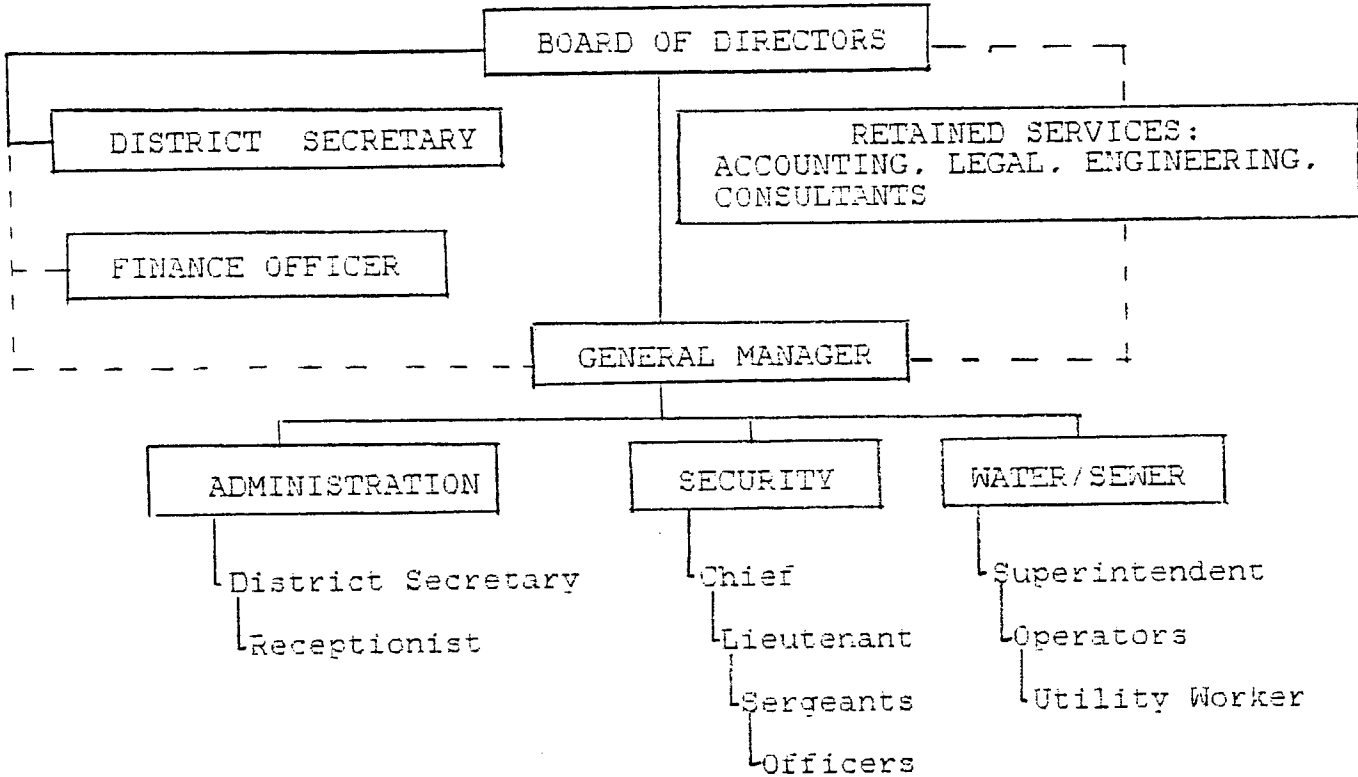 BOARD OF DIRECTORS
DISTRICT SECRETARY
RETAINED SERVICES:
ACCOUNTING, LEGAL, ENGINEERING,
CONSULTANTS
FINANCE OFFICER
GENERAL MANAGER
ADMINISTRATION
SECURITY
WATER/SEWER
District Secretary
Chief
Superintendent
Receptionist
Lieutenant
Operators
Sergeants
Utility Worker
Officers